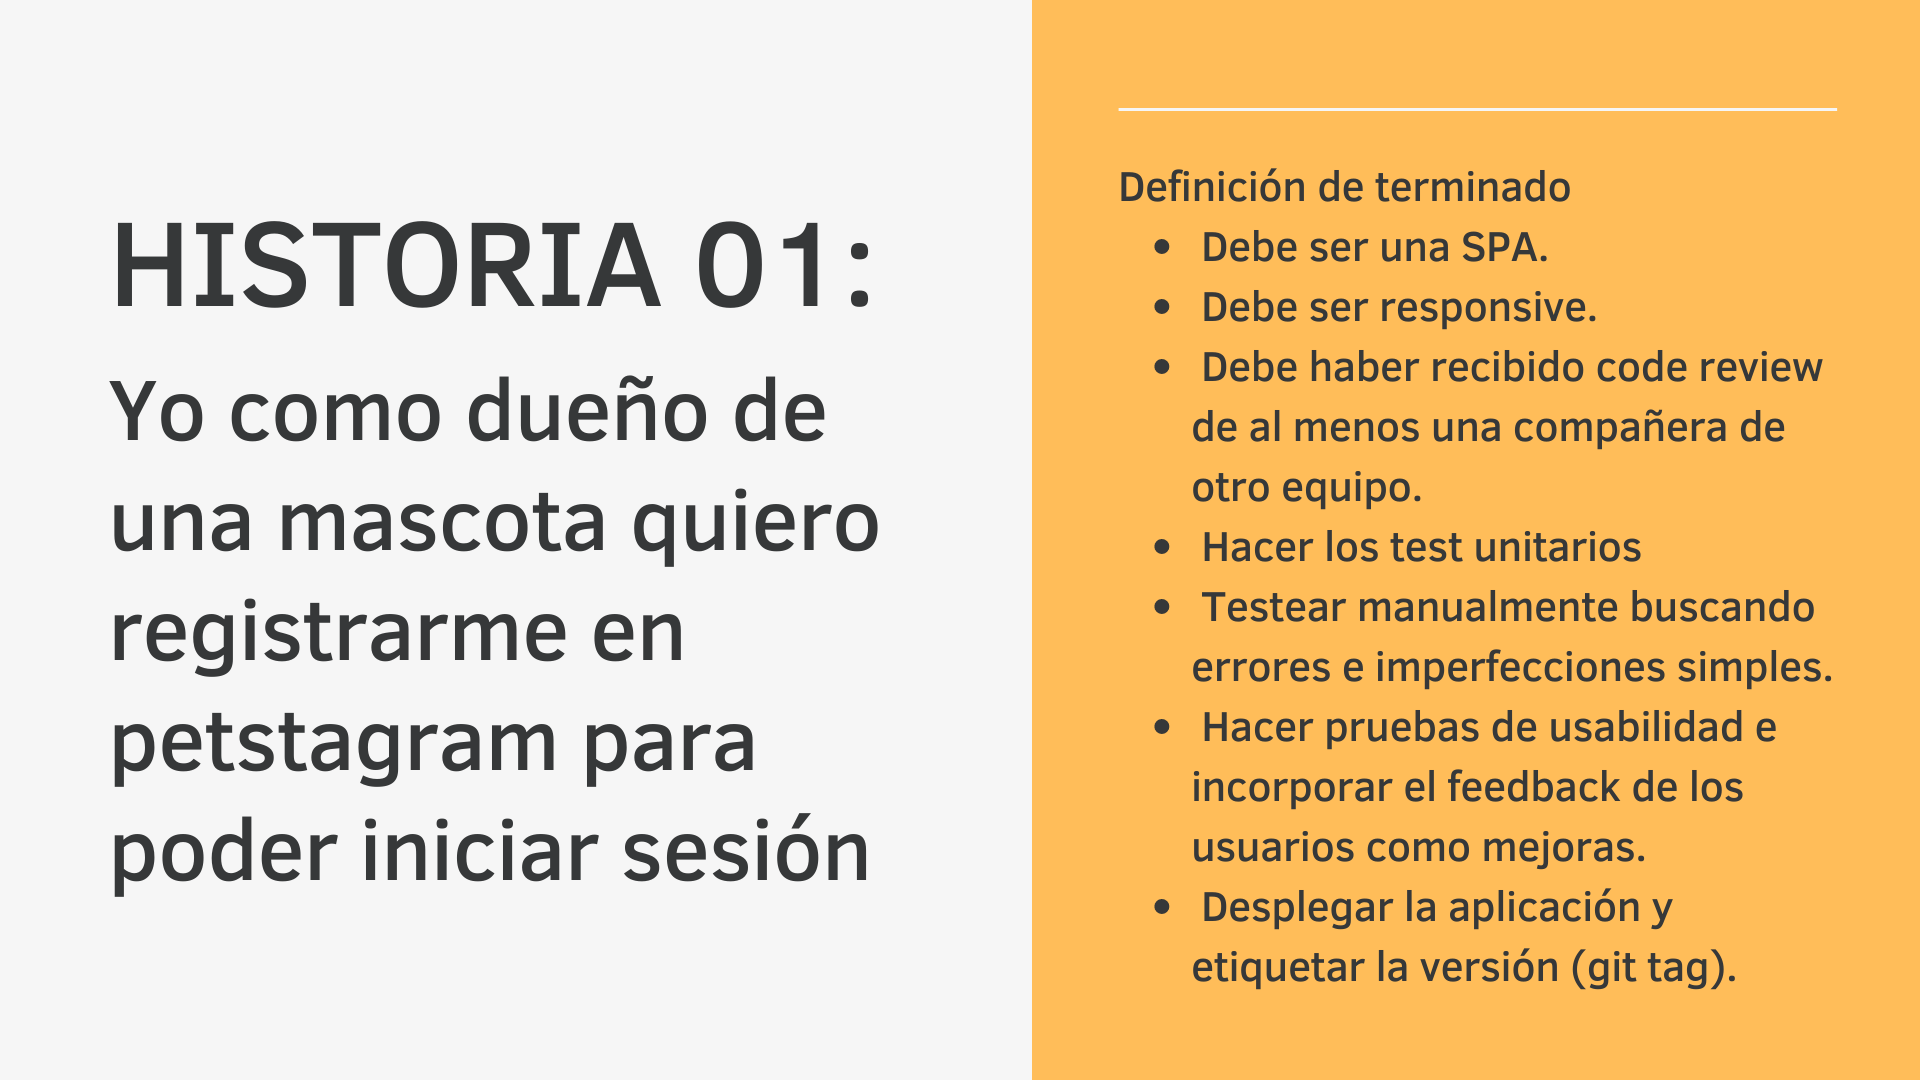 HISTORIA 01:
Yo como dueño de
una mascota quiero
registrarme en
petstagram para
poder iniciar sesión
Definición de terminado
• Debe ser una SPA.
• Debe ser responsive.
• Debe haber recibido code review
de al menos una compañera de
otro equipo.
• Hacer los test unitarios
• Testear manualmente buscando
errores e imperfecciones simples.
• Hacer pruebas de usabilidad e
incorporar el feedback de los
usuarios como mejoras.
• Desplegar la aplicación y
etiquetar la versión (git tag).